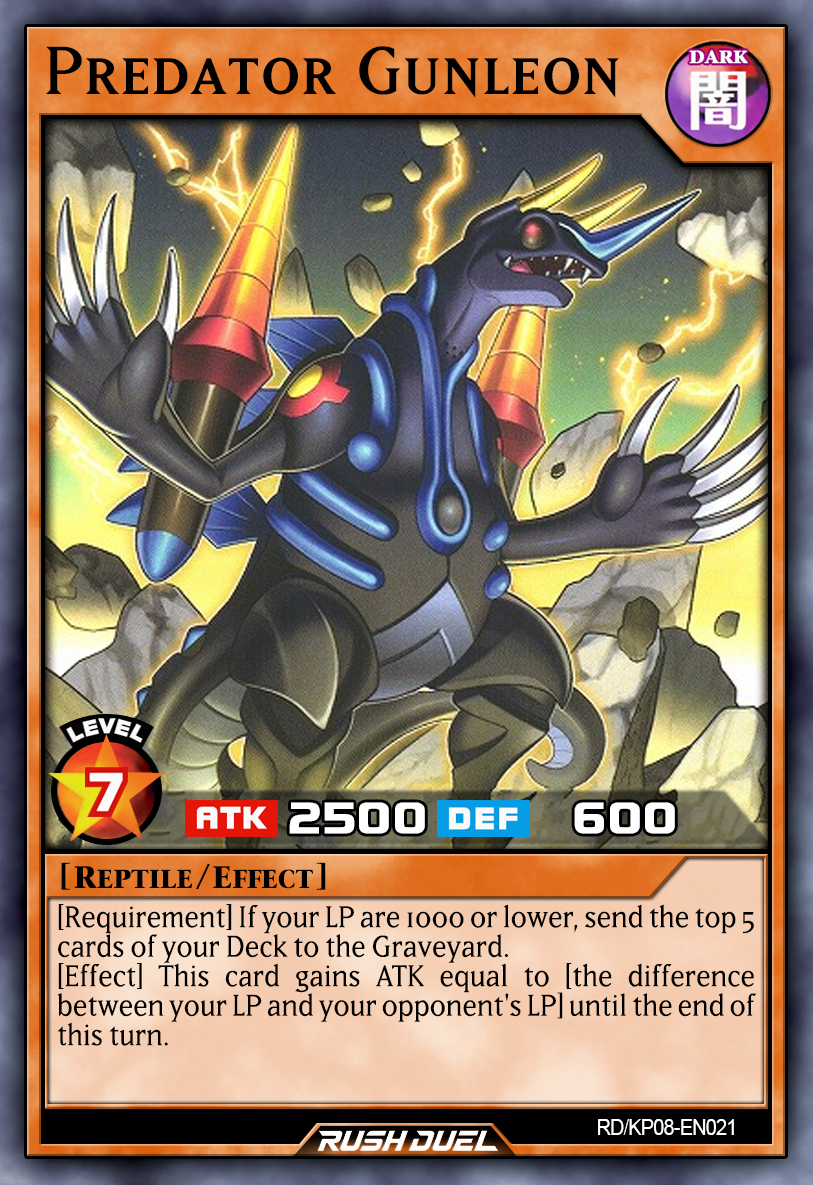 Predator Gunleon
DARK
闇
LEVEL
7
ATK 2500 DEF 600
[Reptile/Effect]
[Requirement] If your LP are 1000 or lower, send the top 5
cards of your Deck to the Graveyard.
[Effect] This card gains ATK equal to [the difference
between your LP and your opponent's LP] until the end of
this turn.
RD/KP08-EN021
RUSH DUEL